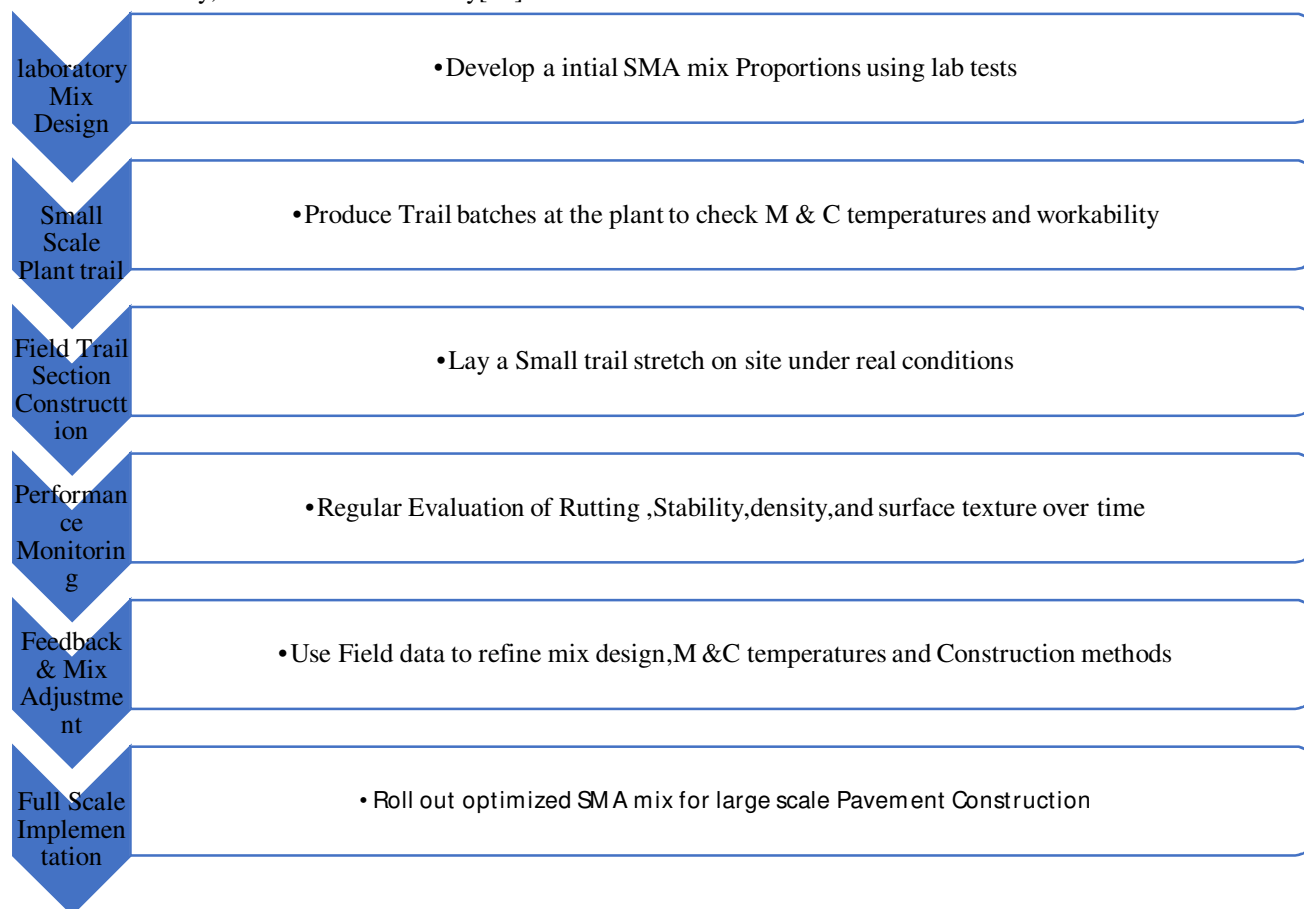 laboratory
Mix
Design
•Develop a intial SMA mix Proportions using lab tests
Small
Scale
Plant trail
•Produce Trail batches at the plant to check M & C temperatures and workability
Field Trail
Section
Constructt
ion
•Lay a Small trail stretch on site under real conditions
Performan
ce
Monitorin
g
•Regular Evaluation of Rutting ,Stability,density,and surface texture over time
Feedback
& Mix
Adjustme
nt
•Use Field data to refine mix design,M &C temperatures and Construction methods
Full Scale
Implemen
tation
• Roll out optimized SMA mix for large scale Pavement Construction